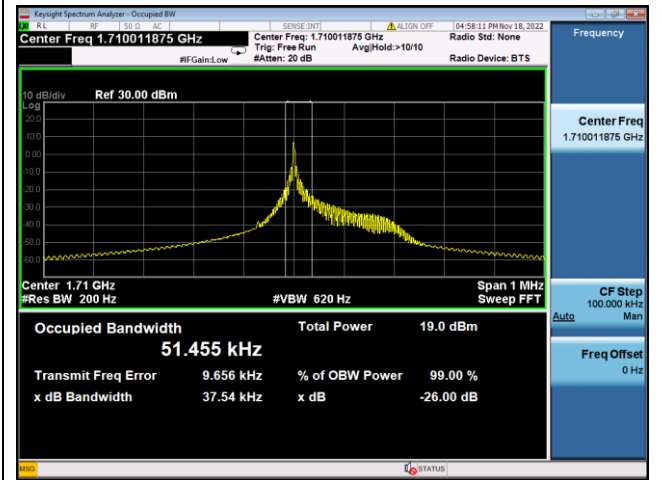 Keysight Spectrum Analyzer - Occupied BW
RL RF 50 Ω AC SENSE:INT ALIGN OFF 04:58:11 PM Nov 18, 2022
Center Freq 1.710011875 GHz
Center Freq: 1.710011875 GHz Radio Std: None
Trig: Free Run Avg|Hold:>10/10
#IFGain:Low #Atten: 20 dB Radio Device: BTS
Frequency
10 dB/div Ref 30.00 dBm
Log
20.0
10.0
0.00
-10.0
-20.0
-30.0
-40.0
-50.0
-60.0
Center 1.71 GHz Span 1 MHz
#Res BW 200 Hz #VBW 620 Hz Sweep FFT
Occupied Bandwidth Total Power 19.0 dBm
51.455 kHz
Transmit Freq Error 9.656 kHz % of OBW Power 99.00 %
x dB Bandwidth 37.54 kHz x dB -26.00 dB
Center Freq
1.710011875 GHz
CF Step
100.000 kHz
Auto Man
Freq Offset
0 Hz
MSG STATUS